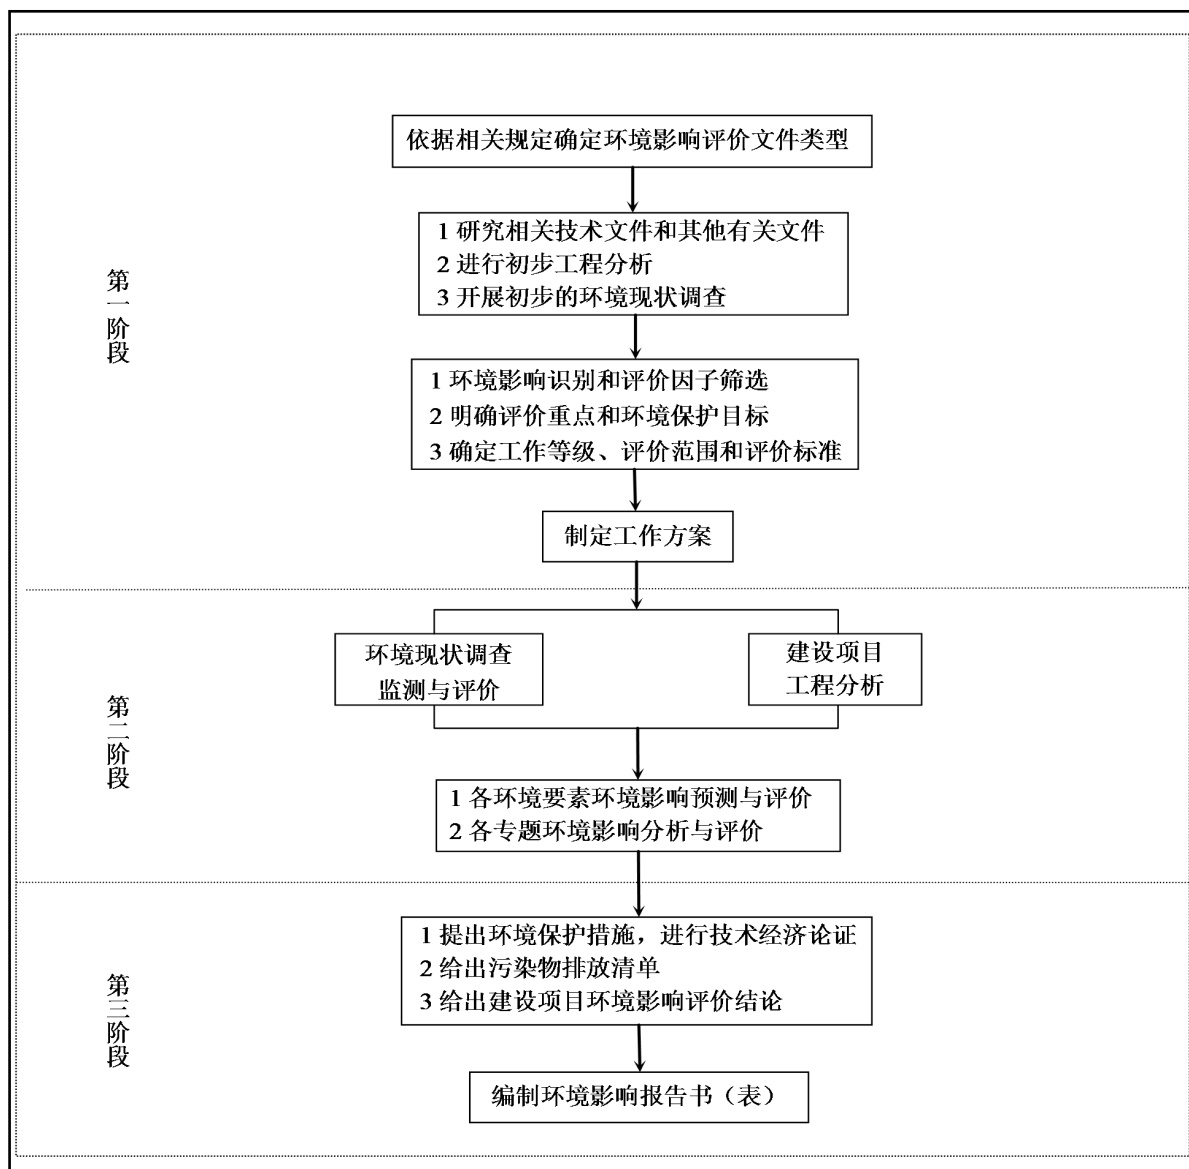 依据相关规定确定环境影响评价文件类型
1 研究相关技术文件和其他有关文件
2 进行初步工程分析
3 开展初步的环境现状调查
第一阶段
1 环境影响识别和评价因子筛选
2 明确评价重点和环境保护目标
3 确定工作等级、评价范围和评价标准
制定工作方案
第二阶段
环境现状调查
监测与评价
建设项目
工程分析
1 各环境要素环境影响预测与评价
2 各专题环境影响分析与评价
第三阶段
1 提出环境保护措施，进行技术经济论证
2 给出污染物排放清单
3 给出建设项目环境影响评价结论
编制环境影响报告书（表）